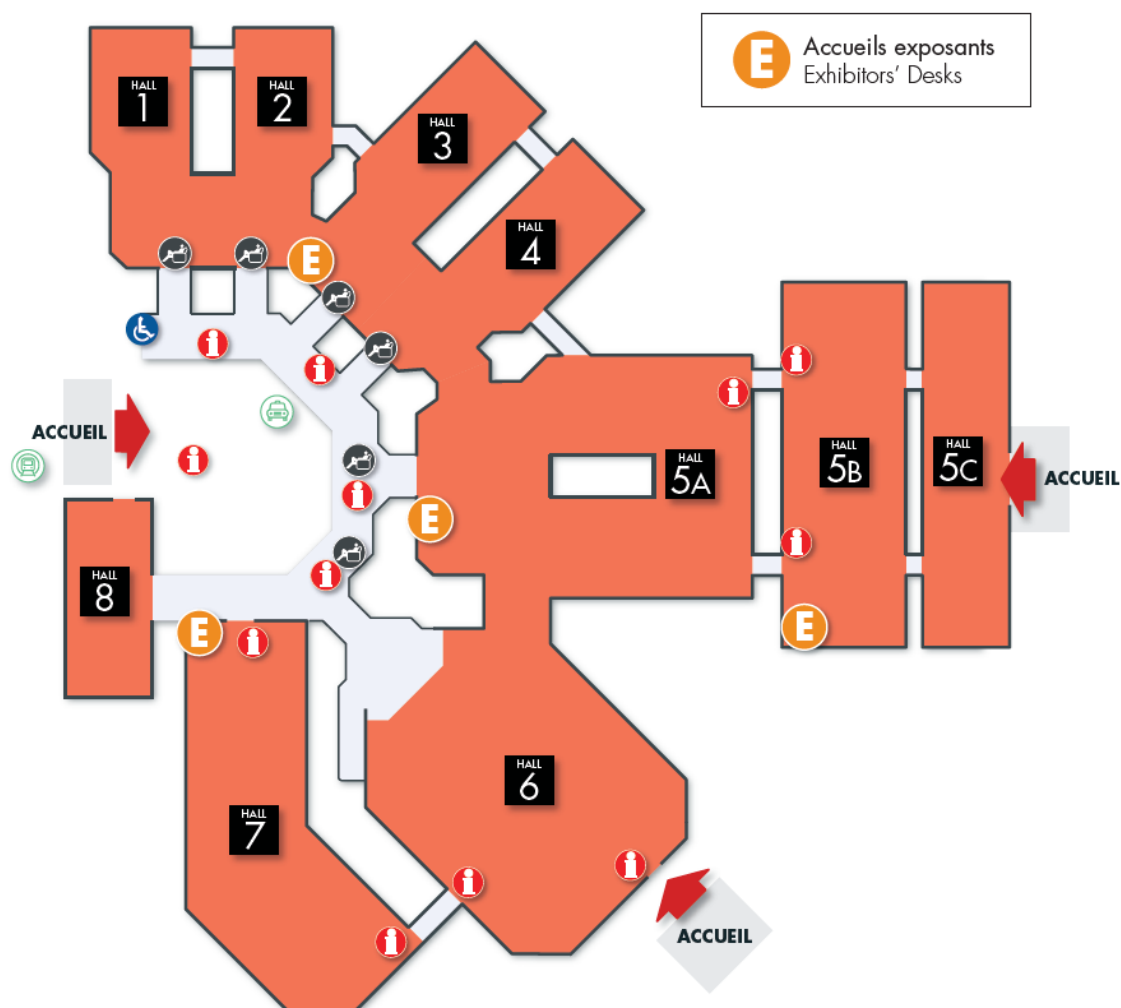 E
Accueils exposants
Exhibitors' Desks
HALL
1
HALL
2
HALL
3
HALL
4
E
i
i
ACCUEIL
i
i
i
i
HALL
5A
HALL
5B
HALL
5C
ACCUEIL
i
E
i
HALL
8
E
i
E
HALL
6
HALL
7
i
i
i
ACCUEIL